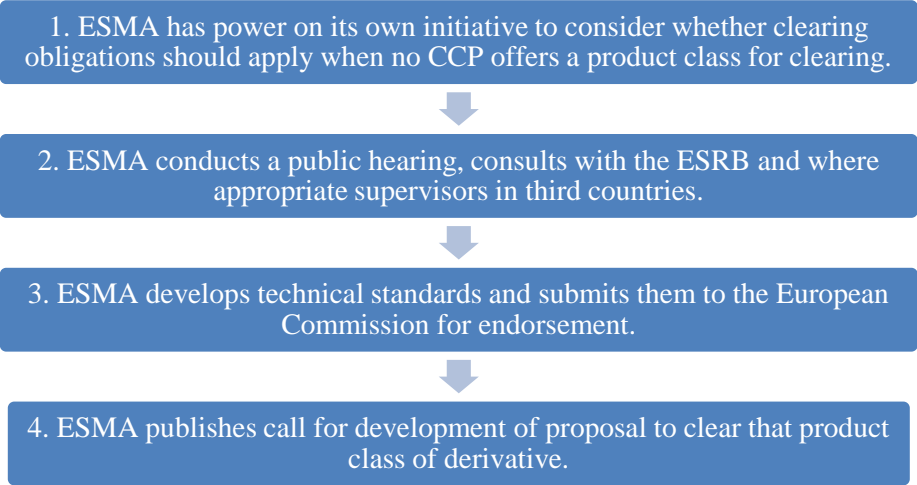 1. ESMA has power on its own initiative to consider whether clearing
obligations should apply when no CCP offers a product class for clearing.
2. ESMA conducts a public hearing, consults with the ESRB and where
appropriate supervisors in third countries.
3. ESMA develops technical standards and submits them to the European
Commission for endorsement.
4. ESMA publishes call for development of proposal to clear that product
class of derivative.